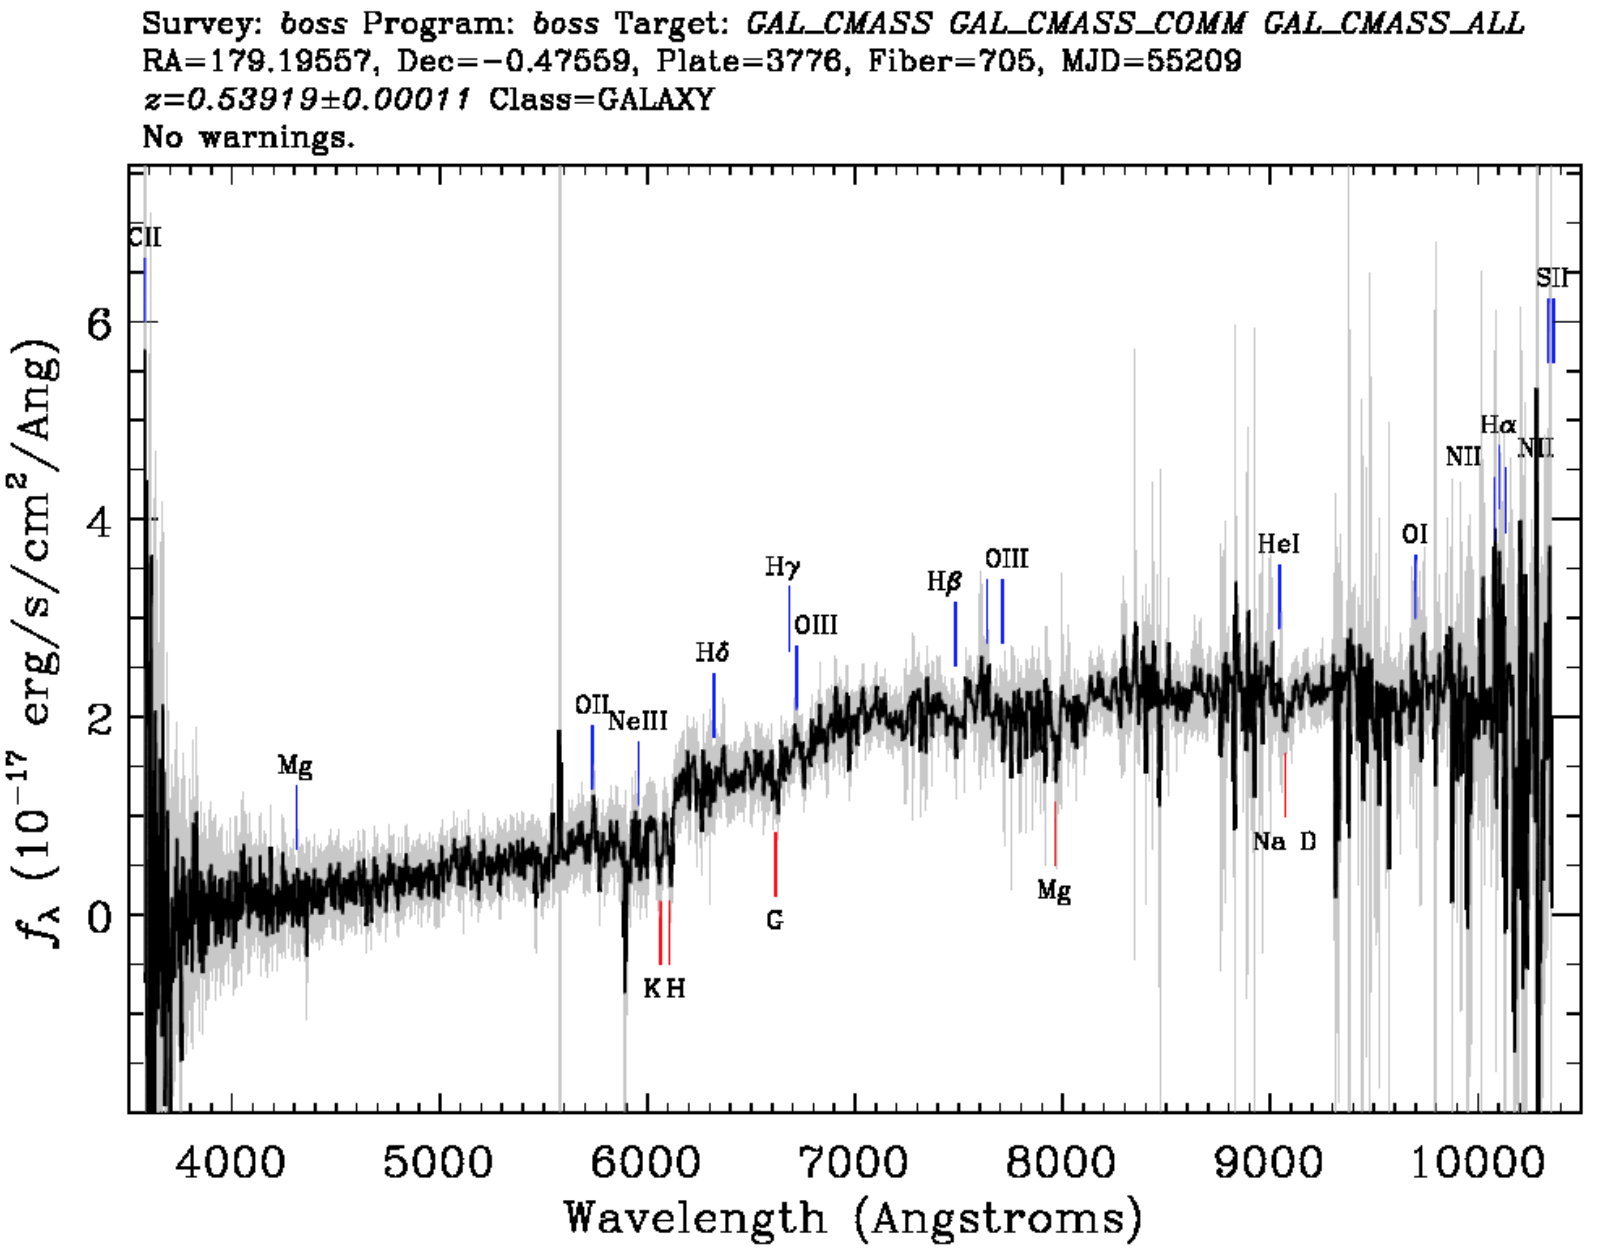 Survey: boss Program: boss Target: GAL_CMASS GAL_CMASS_COMM GAL_CMASS_ALL
RA=179.19557, Dec=−0.47559, Plate=3776, Fiber=705, MJD=55209
z=0.53919±0.00011 Class=GALAXY
No warnings.
CII
SII
6
Hα
NII NII
4
OI
HeI
OIII
Hγ
Hβ
OIII
Hδ
OII
NeIII
2
Mg
Na D
Mg
G
0
K H
f_λ (10⁻¹⁷ erg/s/cm²/Ang)
4000 5000 6000 7000 8000 9000 10000
Wavelength (Angstroms)